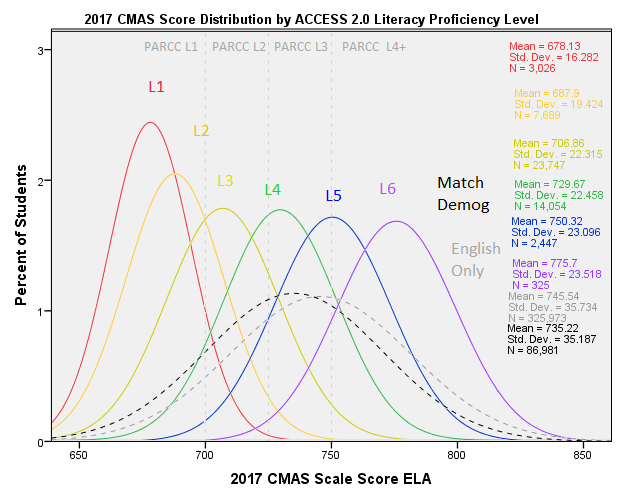 2017 CMAS Score Distribution by ACCESS 2.0 Literacy Proficiency Level
PARCC L1 PARCC L2 PARCC L3 PARCC L4+
L1
L2
L3
L4
L5
L6
Match
Demog
English
Only
Mean = 678.13
Std. Dev. = 16.282
N = 3,026
Mean = 687.9
Std. Dev. = 19.424
N = 7,689
Mean = 706.86
Std. Dev. = 22.315
N = 23,747
Mean = 729.67
Std. Dev. = 22.458
N = 14,054
Mean = 750.32
Std. Dev. = 23.096
N = 2,447
Mean = 775.7
Std. Dev. = 23.518
N = 325
Mean = 745.54
Std. Dev. = 35.734
N = 325,973
Mean = 735.22
Std. Dev. = 35.187
N = 86,981
Percent of Students
3
2
1
0
650 700 750 800 850
2017 CMAS Scale Score ELA